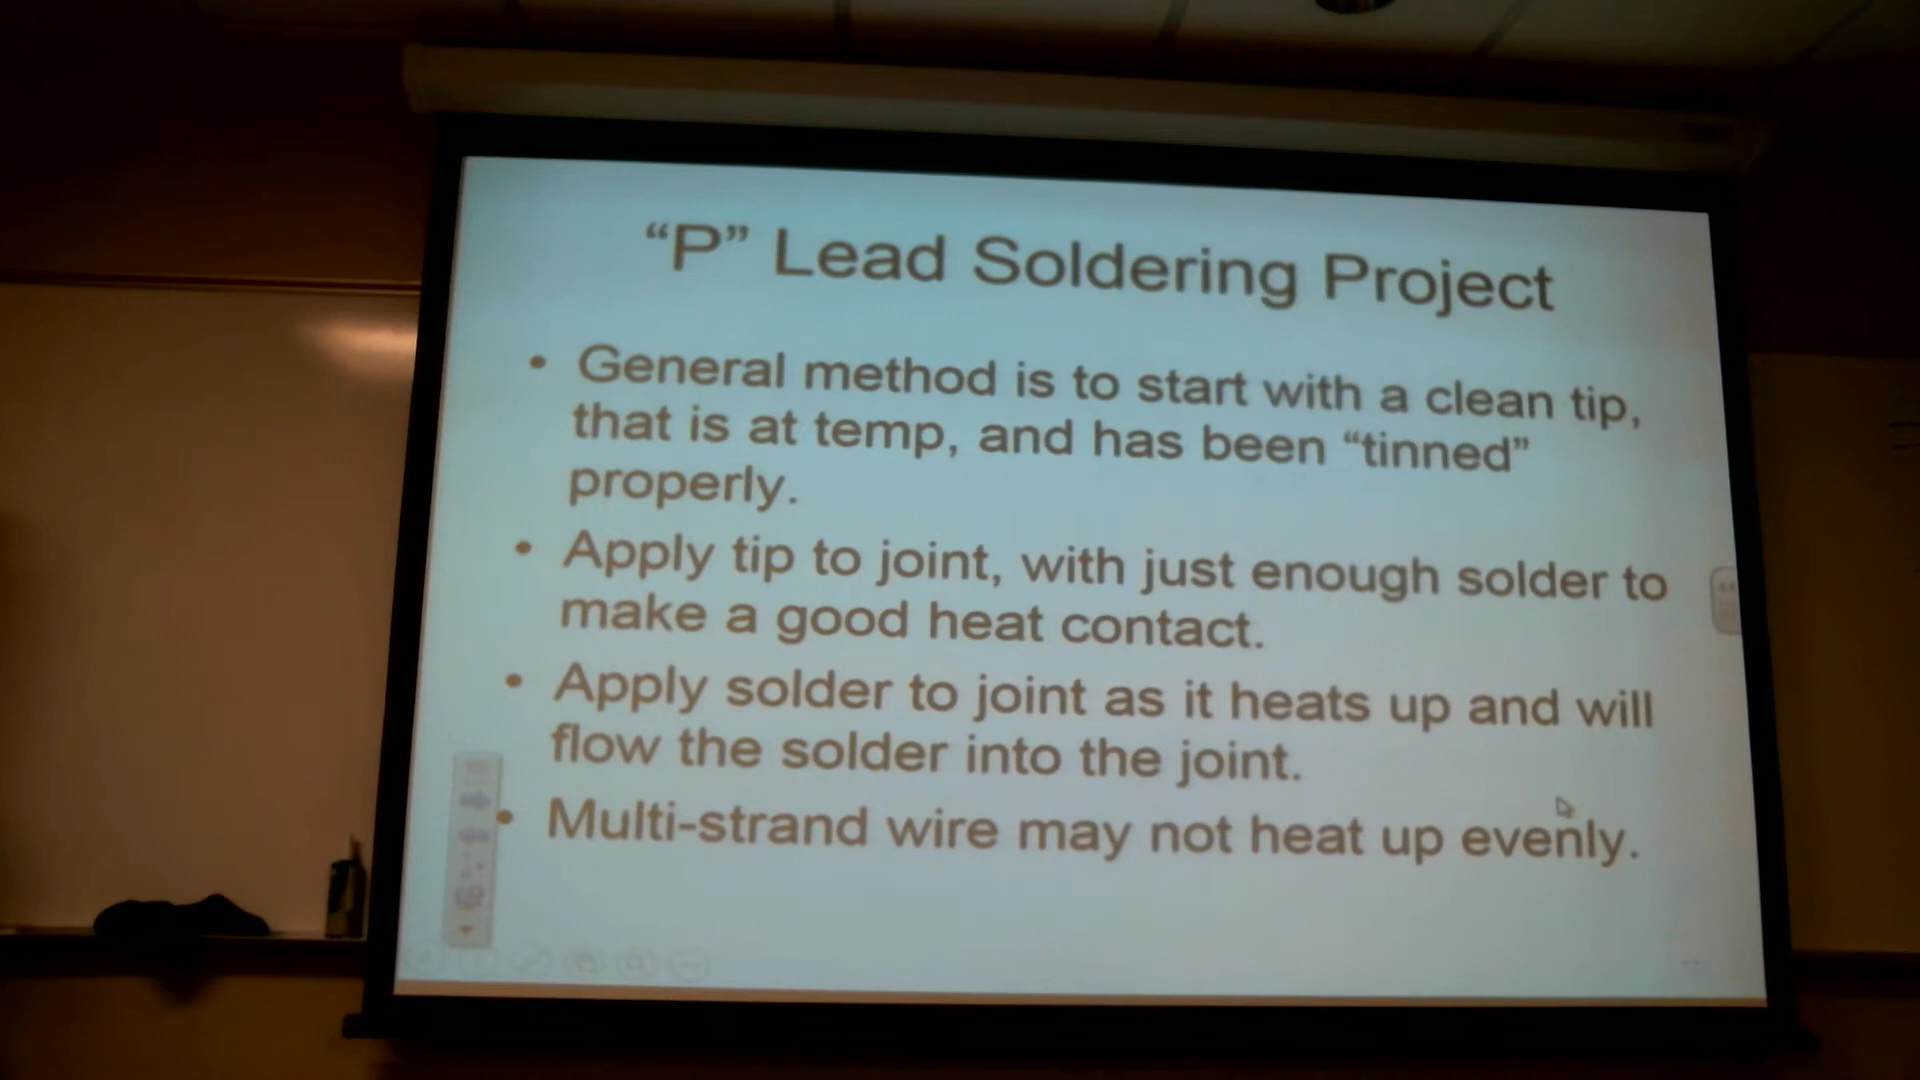 “P” Lead Soldering Project
• General method is to start with a clean tip,
that is at temp, and has been “tinned”
properly.
• Apply tip to joint, with just enough solder to
make a good heat contact.
• Apply solder to joint as it heats up and will
flow the solder into the joint.
• Multi-strand wire may not heat up evenly.